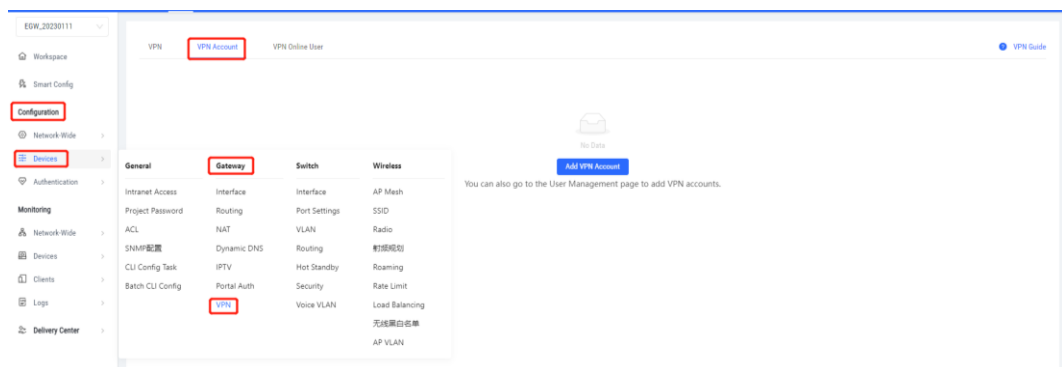 EGW_20230111
Workspace
Smart Config
Configuration
Network-Wide
Devices
Authentication
Monitoring
Network-Wide
Devices
Clients
Logs
Delivery Center
VPN VPN Account VPN Online User
VPN Guide
No Data
Add VPN Account
You can also go to the User Management page to add VPN accounts.
General Gateway Switch Wireless
Intranet Access Interface Interface AP Mesh
Project Password Routing Port Settings SSID
ACL NAT VLAN Radio
SNMP配置 Dynamic DNS Routing 射频规划
CLI Config Task IPTV Hot Standby Roaming
Batch CLI Config Portal Auth Security Rate Limit
VPN Voice VLAN Load Balancing
无线黑白名单
AP VLAN